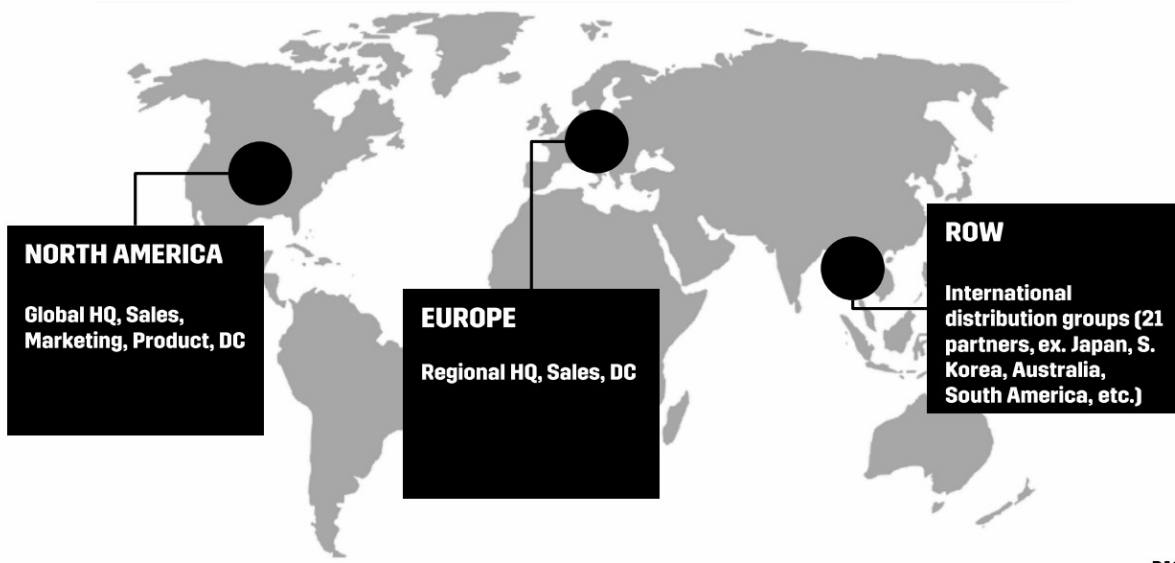 NORTH AMERICA
Global HQ, Sales,
Marketing, Product, DC
EUROPE
Regional HQ, Sales, DC
ROW
International
distribution groups (21
partners, ex. Japan, S.
Korea, Australia,
South America, etc.)